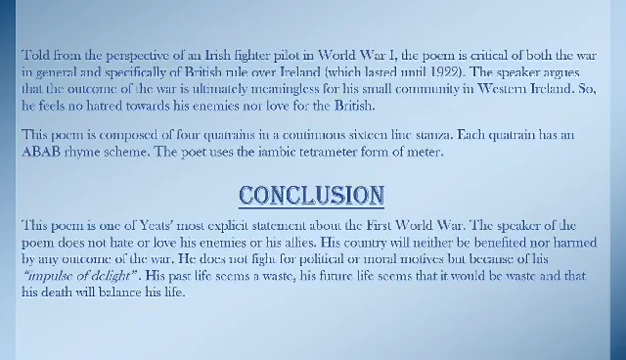 Told from the perspective of an Irish fighter pilot in World War I, the poem is critical of both the war
in general and specifically of British rule over Ireland (which lasted until 1922). The speaker argues
that the outcome of the war is ultimately meaningless for his small community in Western Ireland. So,
he feels no hatred towards his enemies nor love for the British.
This poem is composed of four quatrains in a continuous sixteen line stanza. Each quatrain has an
ABAB rhyme scheme. The poet uses the iambic tetrameter form of meter.
CONCLUSION
This poem is one of Yeats' most explicit statement about the First World War. The speaker of the
poem does not hate or love his enemies or his allies. His country will neither be benefited nor harmed
by any outcome of the war. He does not fight for political or moral motives but because of his
"impulse of delight". His past life seems a waste, his future life seems that it would be waste and that
his death will balance his life.